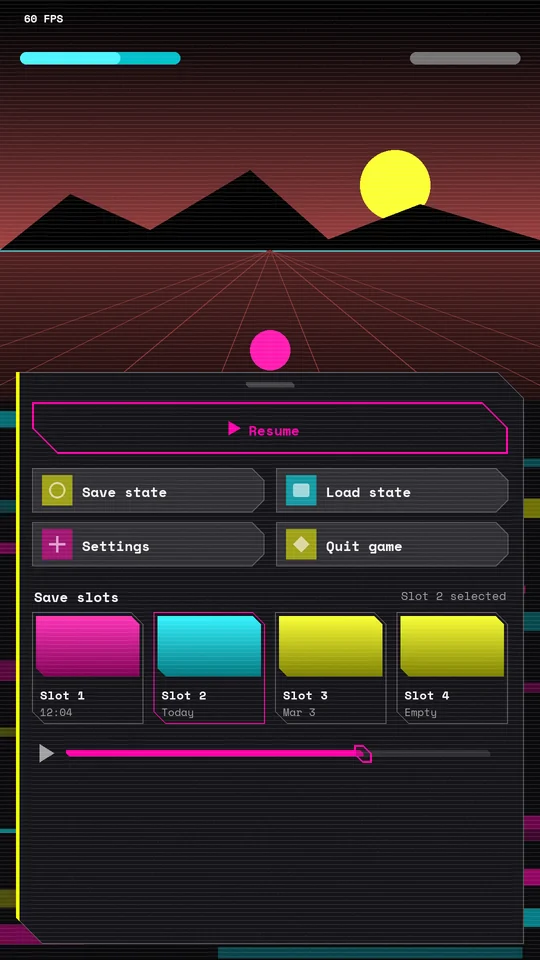 60 FPS
Resume
Save state
Load state
Settings
Quit game
Save slots
Slot 2 selected
Slot 1
12:04
Slot 2
Today
Slot 3
Mar 3
Slot 4
Empty